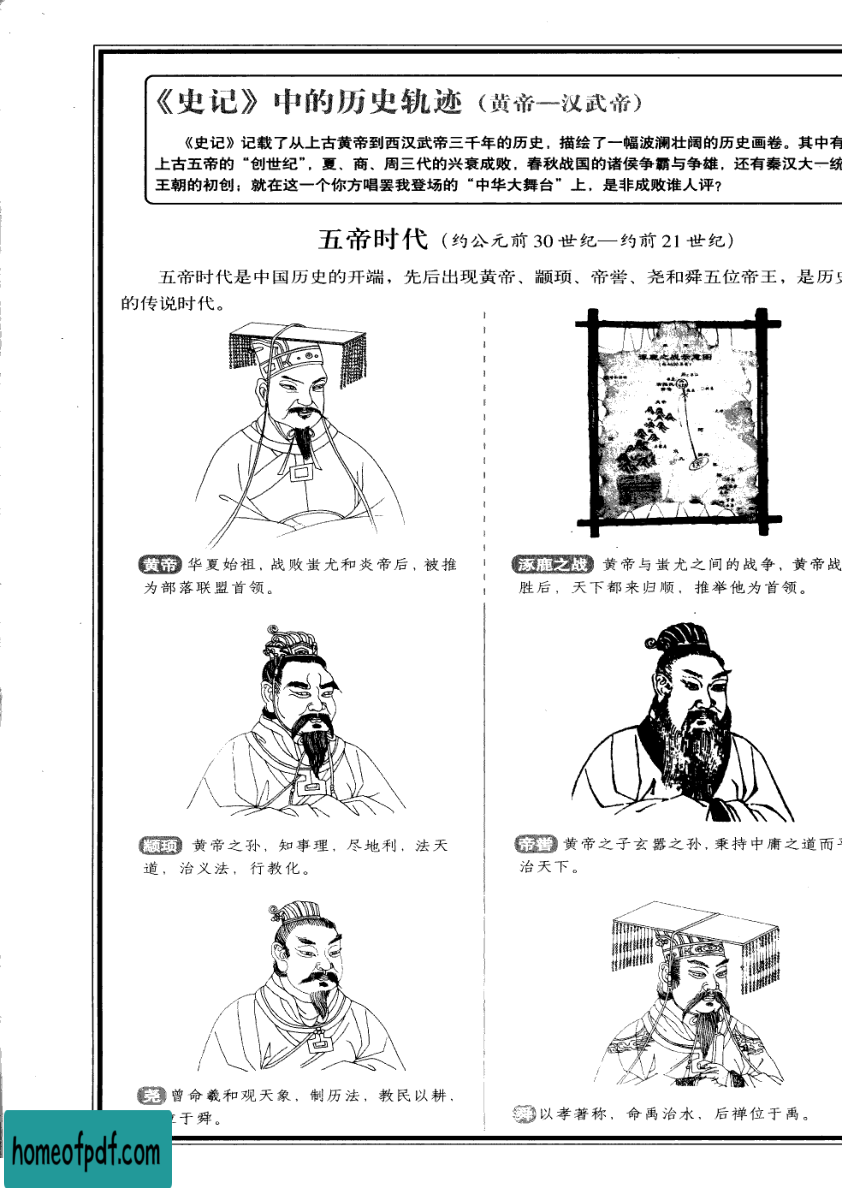 《史记》中的历史轨迹（黄帝—汉武帝）
《史记》记载了从上古黄帝到西汉武帝三千年的历史，描绘了一幅波澜壮阔的历史画卷。其中有
上古五帝的“创世纪”，夏、商、周三代的兴衰成败，春秋战国的诸侯争霸与争雄，还有秦汉大一统
王朝的初创；就在这一个你方唱罢我登场的“中华大舞台”上，是非成败谁人评？
五帝时代（约公元前30世纪—约前21世纪）
五帝时代是中国历史的开端，先后出现黄帝、颛顼、帝喾、尧和舜五位帝王，是历史
的传说时代。
涿鹿之战示意图
黄帝 华夏始祖，战败蚩尤和炎帝后，被推
为部落联盟首领。
涿鹿之战 黄帝与蚩尤之间的战争，黄帝战
胜后，天下都来归顺，推举他为首领。
颛顼 黄帝之孙，知事理，尽地利，法天
道，治义法，行教化。
帝喾 黄帝之子玄嚣之孙，秉持中庸之道而平
治天下。
尧 曾命羲和观天象，制历法，教民以耕，
位于舜。
舜 以孝著称，命禹治水，后禅位于禹。
homeofpdf.com